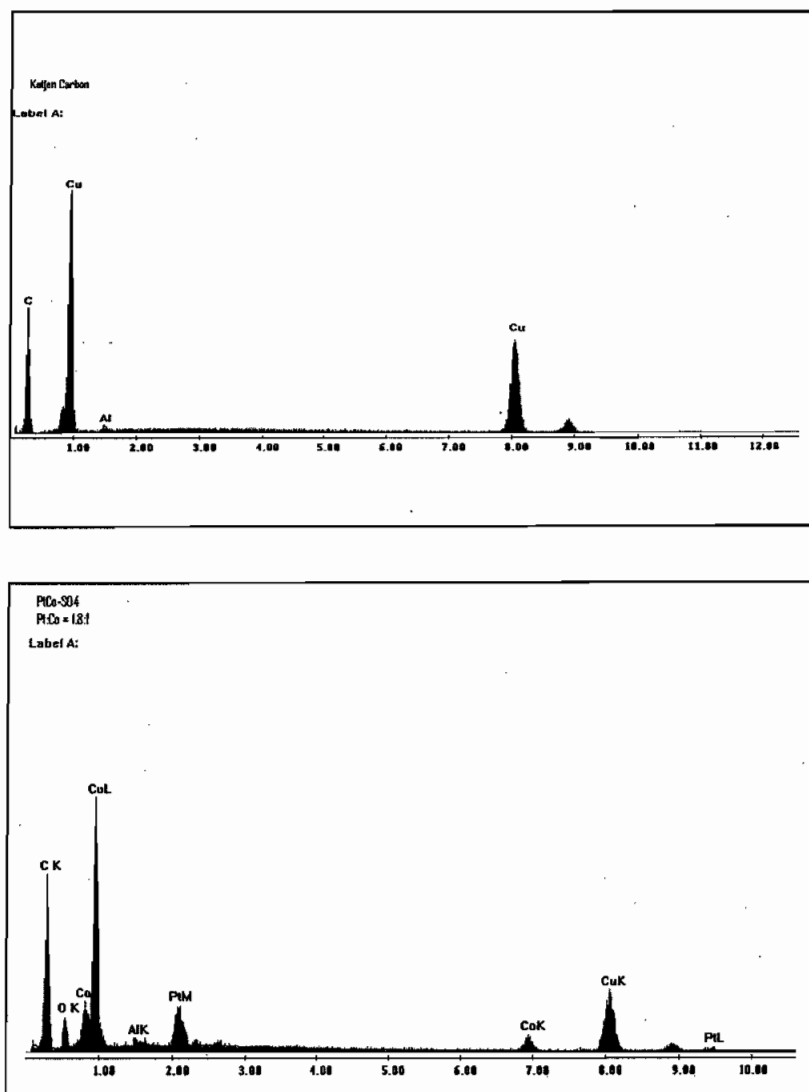 Ketjen Carbon
Label A:
Cu
C
Cu
Al
1.00 2.00 3.00 4.00 5.00 6.00 7.00 8.00 9.00 10.00 11.00 12.00
PtCo-SO4
Pt:Co = 1.8:1
Label A:
CuL
C K
CuK
Co
PtM
O K
CoK
AlK
PtL
1.00 2.00 3.00 4.00 5.00 6.00 7.00 8.00 9.00 10.00